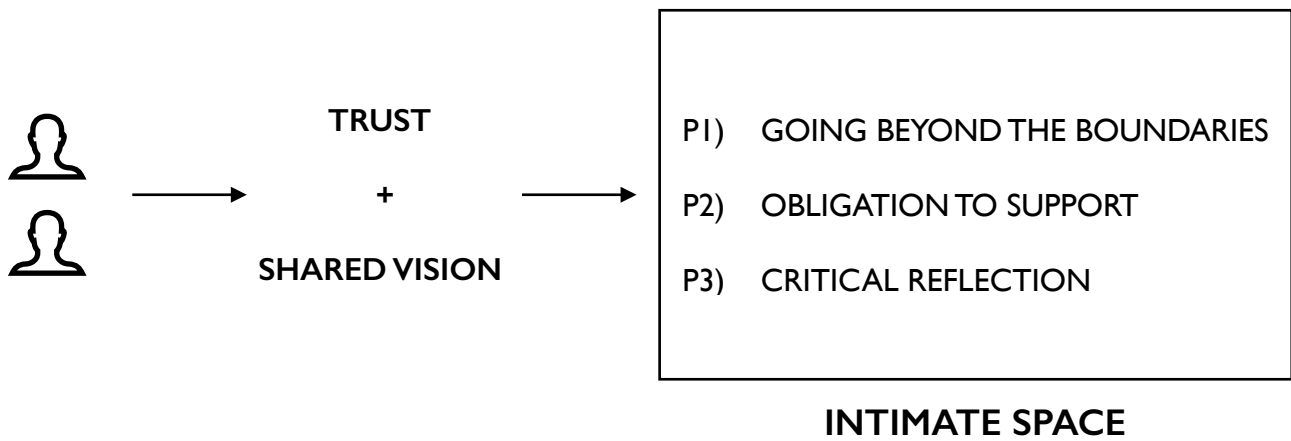 TRUST
+
SHARED VISION
P1) GOING BEYOND THE BOUNDARIES
P2) OBLIGATION TO SUPPORT
P3) CRITICAL REFLECTION
INTIMATE SPACE